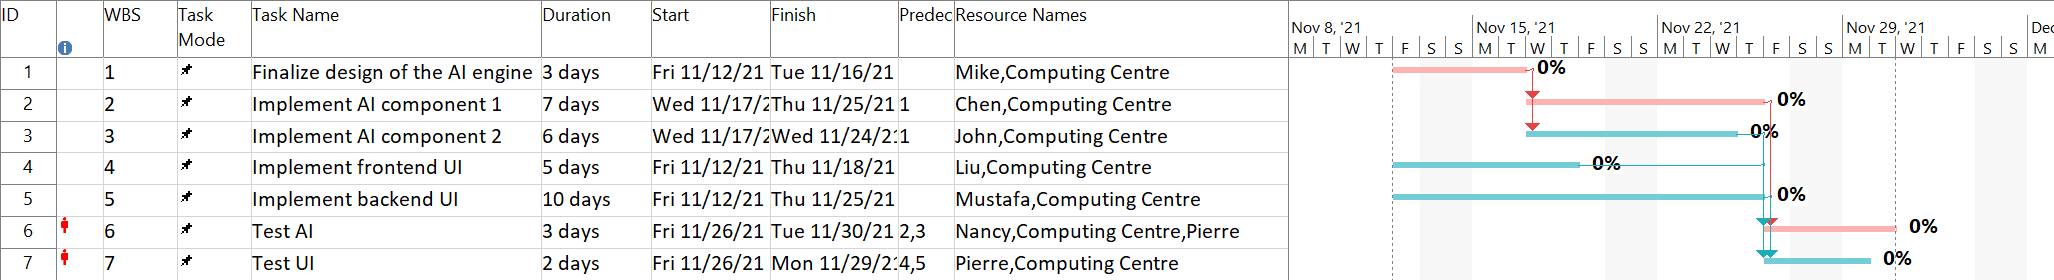 ID WBS Task Mode Task Name Duration Start Finish Predec Resource Names
1 1 Finalize design of the AI engine 3 days Fri 11/12/21 Tue 11/16/21 Mike,Computing Centre
2 2 Implement AI component 1 7 days Wed 11/17/2 Thu 11/25/21 1 Chen,Computing Centre
3 3 Implement AI component 2 6 days Wed 11/17/2 Wed 11/24/21 1 John,Computing Centre
4 4 Implement frontend UI 5 days Fri 11/12/21 Thu 11/18/21 Liu,Computing Centre
5 5 Implement backend UI 10 days Fri 11/12/21 Thu 11/25/21 Mustafa,Computing Centre
6 6 Test AI 3 days Fri 11/26/21 Tue 11/30/21 2,3 Nancy,Computing Centre,Pierre
7 7 Test UI 2 days Fri 11/26/21 Mon 11/29/21 4,5 Pierre,Computing Centre
Nov 8, '21 Nov 15, '21 Nov 22, '21 Nov 29, '21 Dec
M T W T F S S M T W T F S S M T W T F S S M T W T F S S M
0%
0%
0%
0%
0%
0%
0%